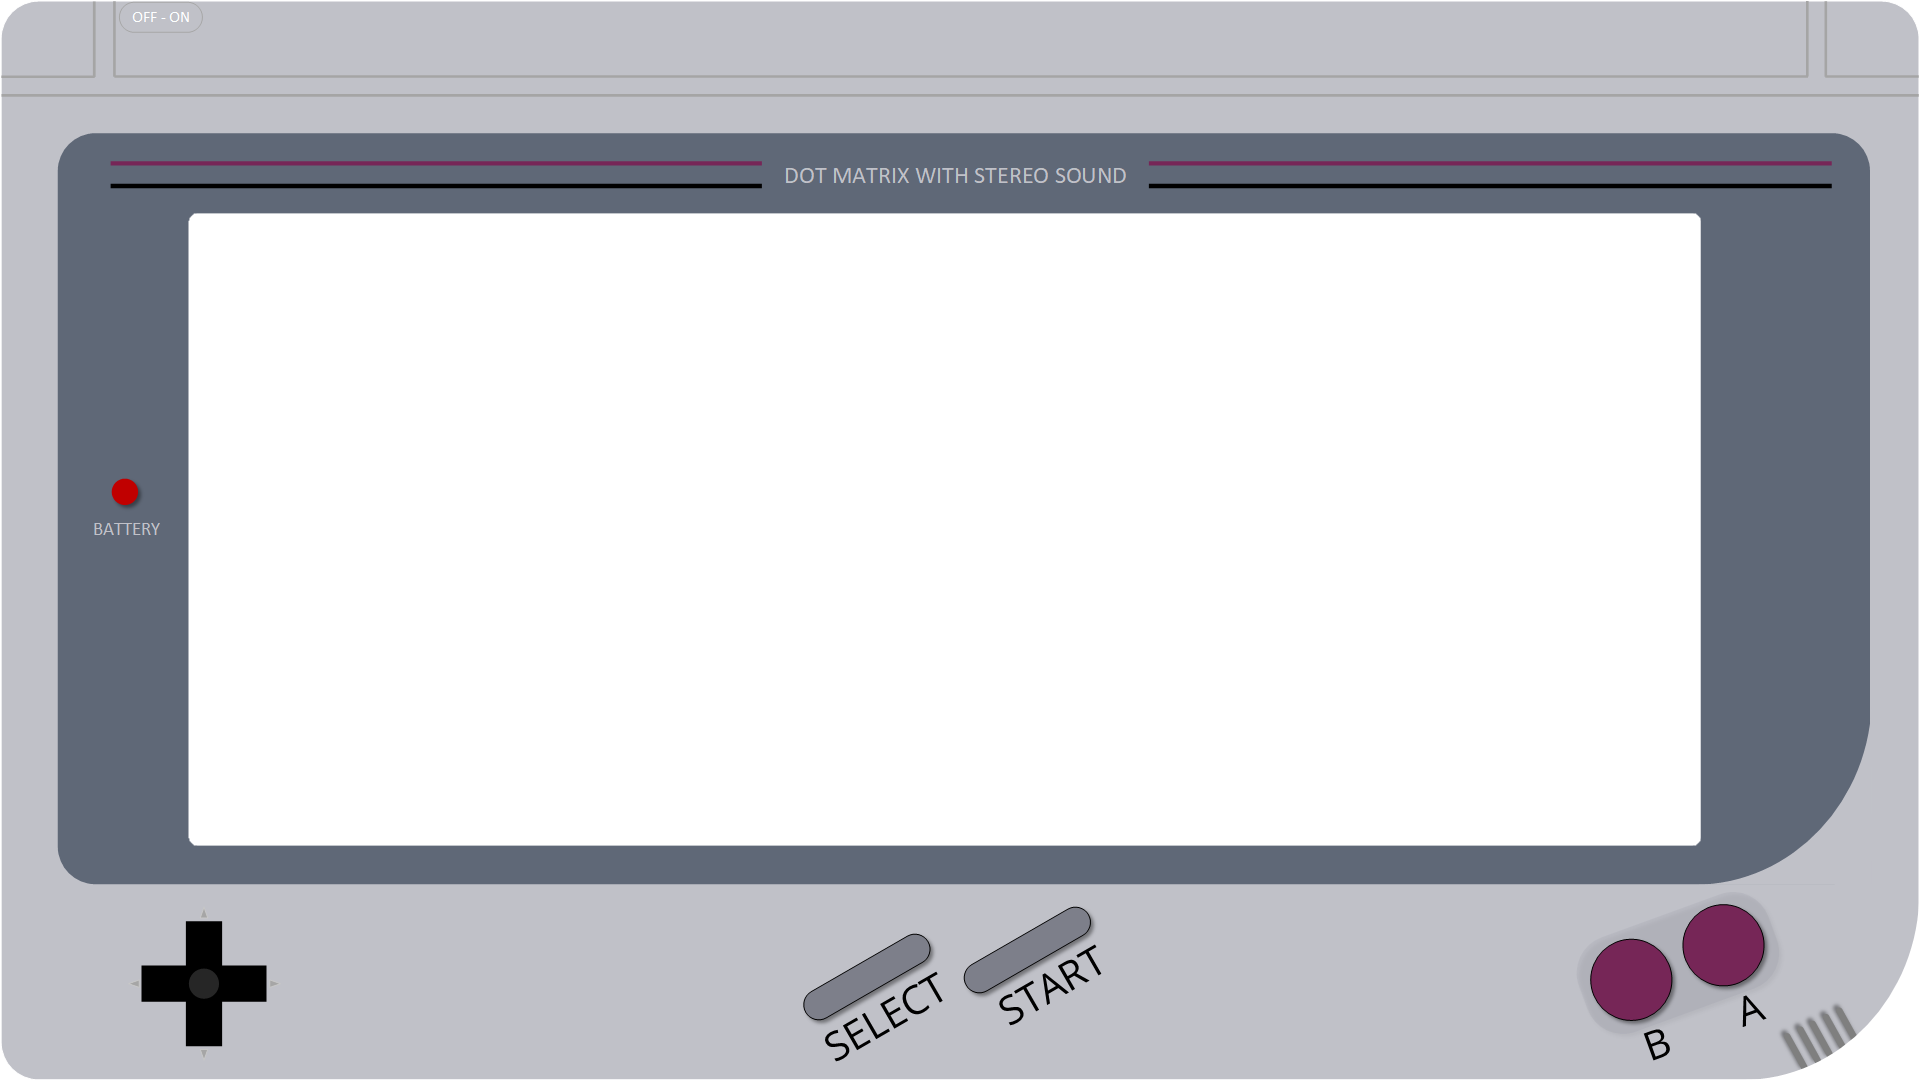 OFF - ON
DOT MATRIX WITH STEREO SOUND
BATTERY
SELECT
START
B
A